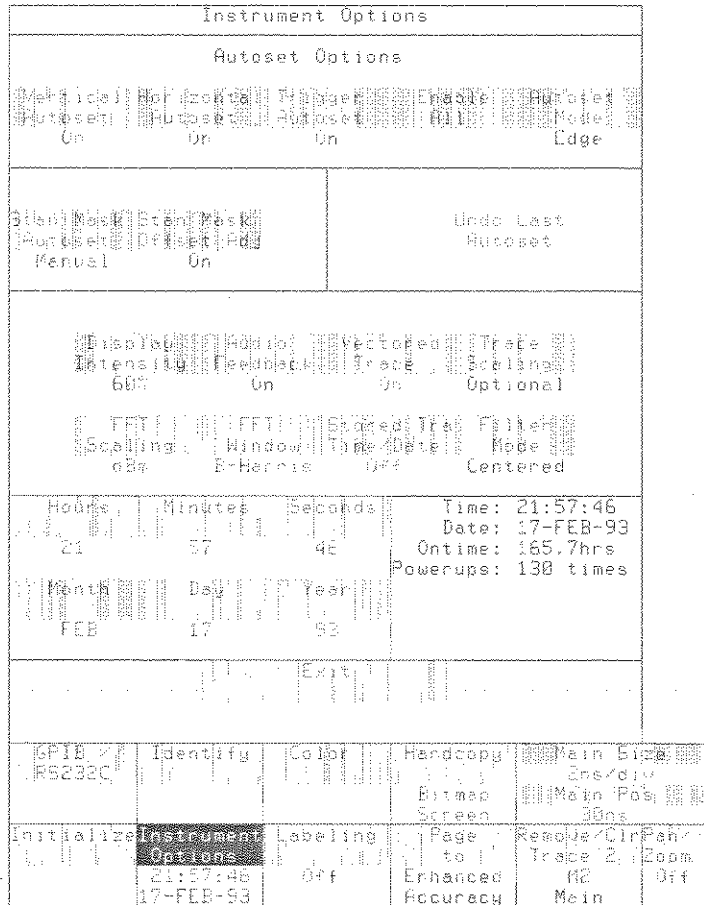 Instrument Options
Autoset Options
Vertical Horizontal Trigger Enable Autoset
Autoset Autoset Autoset All Mode
On On On Edge
Stan Mask Stan Mask Undo Last
Autoset Offset Adj Autoset
Manual On
Display Audio Vectored Trace
Intensity Feedback Trace Scaling
60% On On Optional
FFT FFT Stored Trc Filter
Scaling Window Time/Date Mode
dBm B-Harris Off Centered
Hours Minutes Seconds Time: 21:57:46
Date: 17-FEB-93
21 57 46 Ontime: 165.7hrs
Powerups: 130 times
Month Day Year
FEB 17 93
Exit
GPIB / Identify Color Hardcopy Main Size
RS232C 2ns/div
Bitmap Main Pos
Screen 30ns
Initialize Instrument Labeling Page Remove/Clr Pan/
Options to Trace 2 Zoom
21:57:46 Off Enhanced M2 Off
17-FEB-93 Accuracy Main